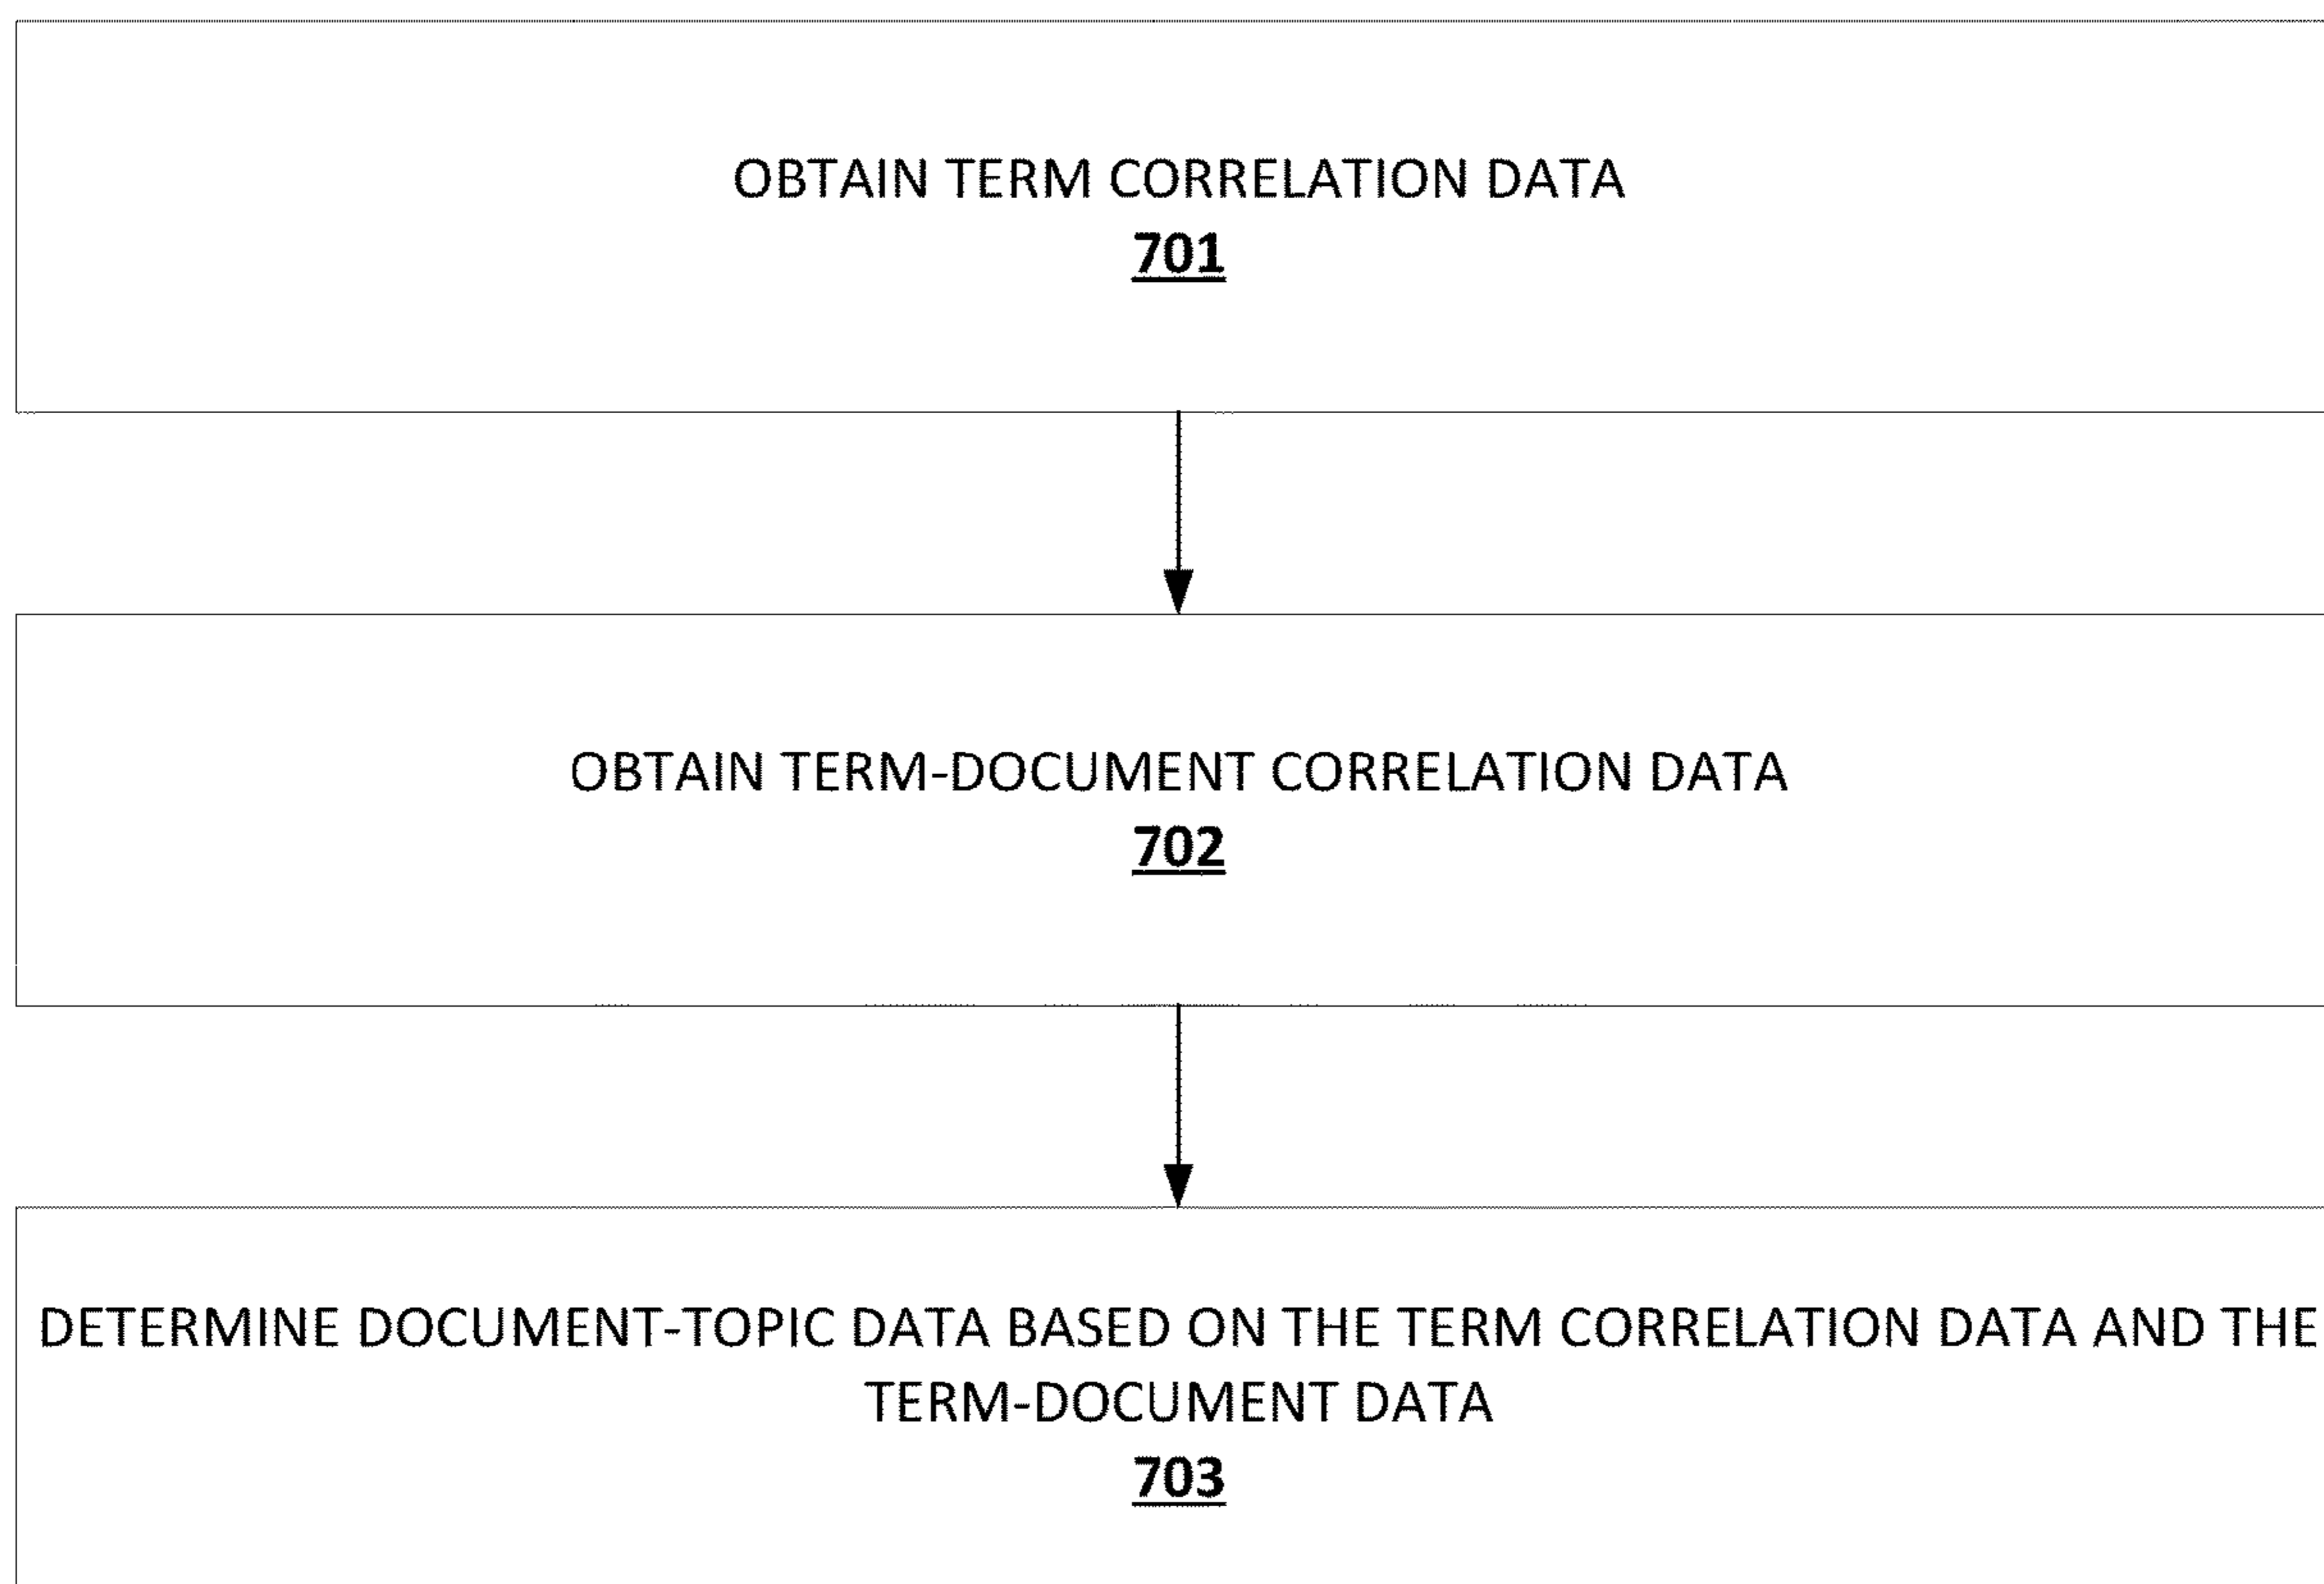 OBTAIN TERM CORRELATION DATA
701
OBTAIN TERM-DOCUMENT CORRELATION DATA
702
DETERMINE DOCUMENT-TOPIC DATA BASED ON THE TERM CORRELATION DATA AND THE
TERM-DOCUMENT DATA
703